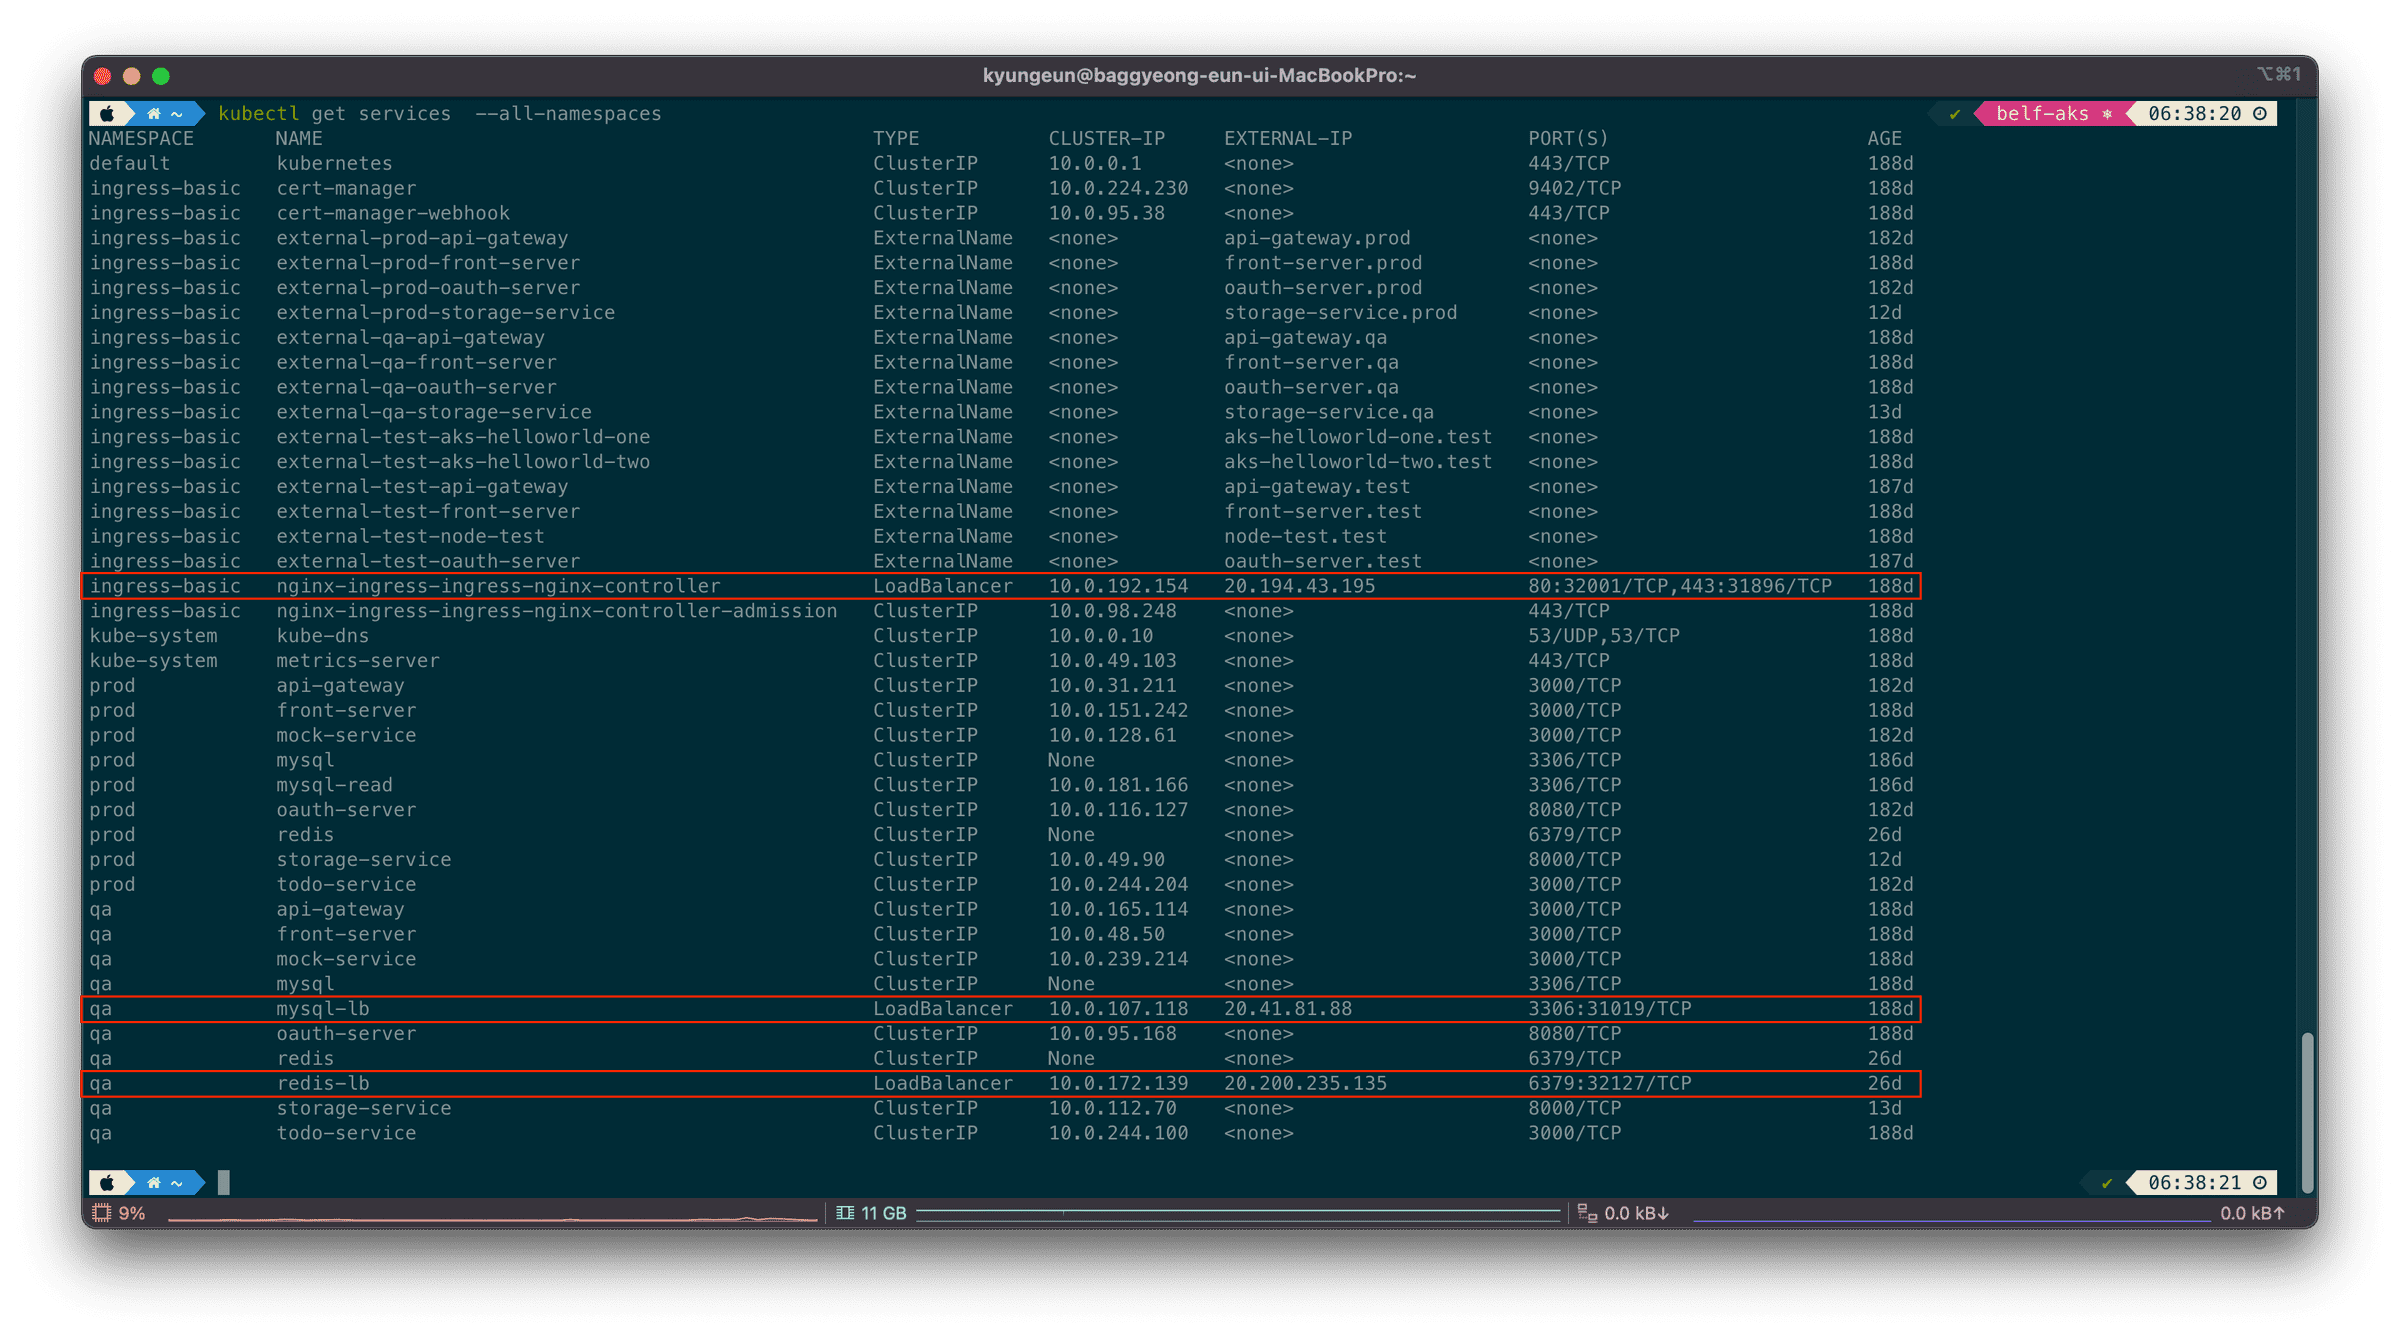 kyungeun@baggyeong-eun-ui-MacBookPro:~ ⌥⌘1
~ kubectl get services --all-namespaces ✔ belf-aks 06:38:20
NAMESPACE NAME TYPE CLUSTER-IP EXTERNAL-IP PORT(S) AGE
default kubernetes ClusterIP 10.0.0.1 <none> 443/TCP 188d
ingress-basic cert-manager ClusterIP 10.0.224.230 <none> 9402/TCP 188d
ingress-basic cert-manager-webhook ClusterIP 10.0.95.38 <none> 443/TCP 188d
ingress-basic external-prod-api-gateway ExternalName <none> api-gateway.prod <none> 182d
ingress-basic external-prod-front-server ExternalName <none> front-server.prod <none> 188d
ingress-basic external-prod-oauth-server ExternalName <none> oauth-server.prod <none> 182d
ingress-basic external-prod-storage-service ExternalName <none> storage-service.prod <none> 12d
ingress-basic external-qa-api-gateway ExternalName <none> api-gateway.qa <none> 188d
ingress-basic external-qa-front-server ExternalName <none> front-server.qa <none> 188d
ingress-basic external-qa-oauth-server ExternalName <none> oauth-server.qa <none> 188d
ingress-basic external-qa-storage-service ExternalName <none> storage-service.qa <none> 13d
ingress-basic external-test-aks-helloworld-one ExternalName <none> aks-helloworld-one.test <none> 188d
ingress-basic external-test-aks-helloworld-two ExternalName <none> aks-helloworld-two.test <none> 188d
ingress-basic external-test-api-gateway ExternalName <none> api-gateway.test <none> 187d
ingress-basic external-test-front-server ExternalName <none> front-server.test <none> 188d
ingress-basic external-test-node-test ExternalName <none> node-test.test <none> 188d
ingress-basic external-test-oauth-server ExternalName <none> oauth-server.test <none> 187d
ingress-basic nginx-ingress-ingress-nginx-controller LoadBalancer 10.0.192.154 20.194.43.195 80:32001/TCP,443:31896/TCP 188d
ingress-basic nginx-ingress-ingress-nginx-controller-admission ClusterIP 10.0.98.248 <none> 443/TCP 188d
kube-system kube-dns ClusterIP 10.0.0.10 <none> 53/UDP,53/TCP 188d
kube-system metrics-server ClusterIP 10.0.49.103 <none> 443/TCP 188d
prod api-gateway ClusterIP 10.0.31.211 <none> 3000/TCP 182d
prod front-server ClusterIP 10.0.151.242 <none> 3000/TCP 188d
prod mock-service ClusterIP 10.0.128.61 <none> 3000/TCP 182d
prod mysql ClusterIP None <none> 3306/TCP 186d
prod mysql-read ClusterIP 10.0.181.166 <none> 3306/TCP 186d
prod oauth-server ClusterIP 10.0.116.127 <none> 8080/TCP 182d
prod redis ClusterIP None <none> 6379/TCP 26d
prod storage-service ClusterIP 10.0.49.90 <none> 8000/TCP 12d
prod todo-service ClusterIP 10.0.244.204 <none> 3000/TCP 182d
qa api-gateway ClusterIP 10.0.165.114 <none> 3000/TCP 188d
qa front-server ClusterIP 10.0.48.50 <none> 3000/TCP 188d
qa mock-service ClusterIP 10.0.239.214 <none> 3000/TCP 188d
qa mysql ClusterIP None <none> 3306/TCP 188d
qa mysql-lb LoadBalancer 10.0.107.118 20.41.81.88 3306:31019/TCP 188d
qa oauth-server ClusterIP 10.0.95.168 <none> 8080/TCP 188d
qa redis ClusterIP None <none> 6379/TCP 26d
qa redis-lb LoadBalancer 10.0.172.139 20.200.235.135 6379:32127/TCP 26d
qa storage-service ClusterIP 10.0.112.70 <none> 8000/TCP 13d
qa todo-service ClusterIP 10.0.244.100 <none> 3000/TCP 188d
~ ✔ 06:38:21
9% 11 GB 0.0 kB↓ 0.0 kB↑